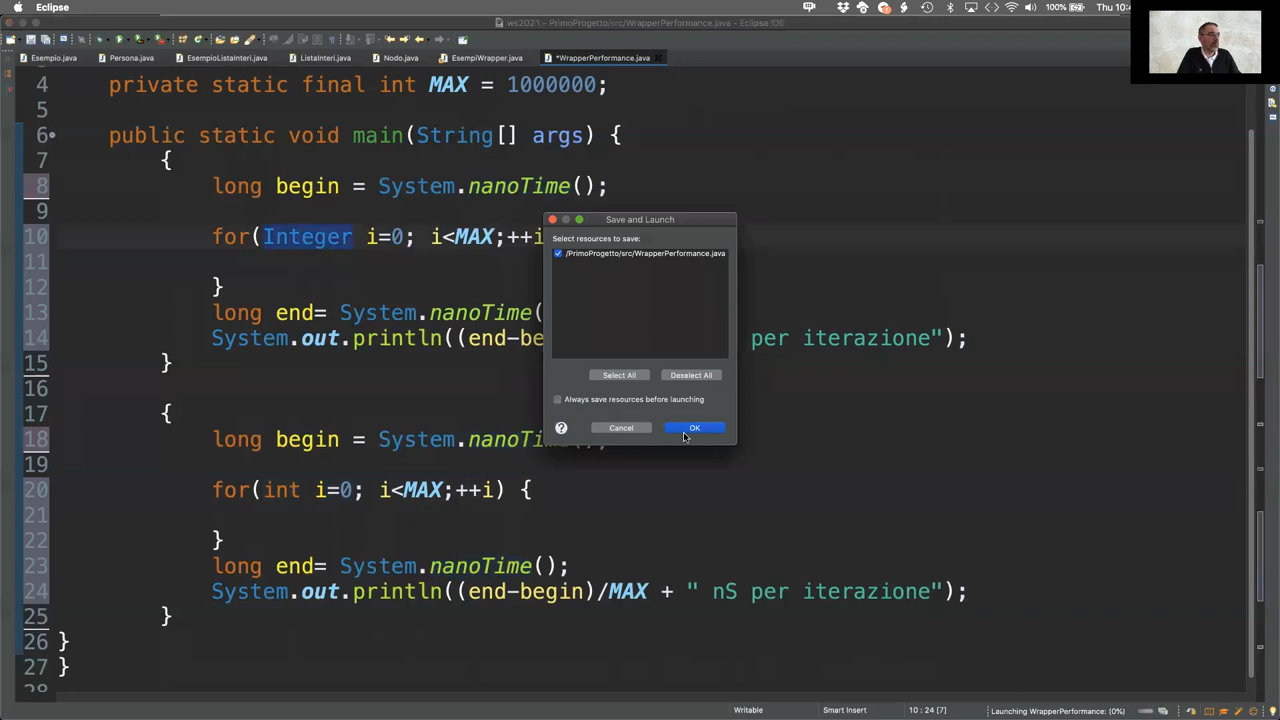 Eclipse
100%
Thu 10:4
ws2021 - PrimoProgetto/src/WrapperPerformance.java - Eclipse IDE
Esempio.java
Persona.java
EsempioListaInteri.java
ListaInteri.java
Nodo.java
EsempiWrapper.java
*WrapperPerformance.java
4 private static final int MAX = 1000000;
5
6 public static void main(String[] args) {
7 {
8 long begin = System.nanoTime();
9
10 for(Integer i=0; i<MAX;++i
11
12 }
13 long end= System.nanoTime(
14 System.out.println((end-be per iterazione");
15 }
16
17 {
18 long begin = System.nanoTime();
19
20 for(int i=0; i<MAX;++i) {
21
22 }
23 long end= System.nanoTime();
24 System.out.println((end-begin)/MAX + " nS per iterazione");
25 }
26 }
27 }
28
Save and Launch
Select resources to save:
/PrimoProgetto/src/WrapperPerformance.java
Select All
Deselect All
Always save resources before launching
?
Cancel
OK
Writable
Smart Insert
10 : 24 [7]
Launching WrapperPerformance: (0%)